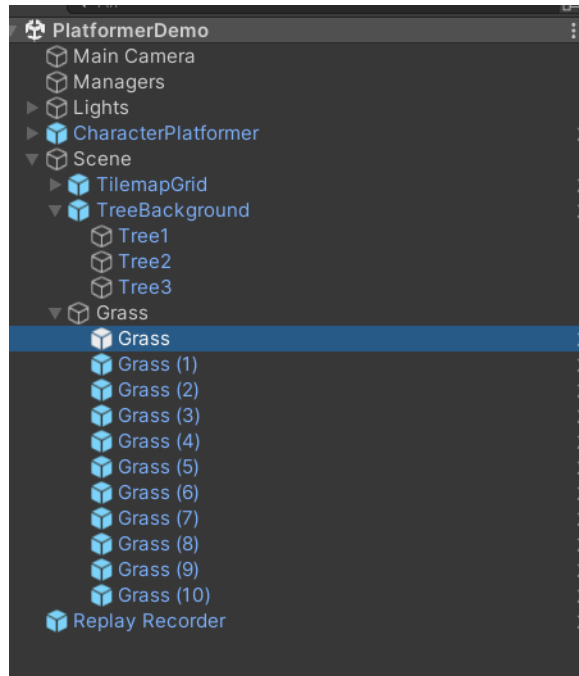 PlatformerDemo
Main Camera
Managers
Lights
CharacterPlatformer
Scene
TilemapGrid
TreeBackground
Tree1
Tree2
Tree3
Grass
Grass
Grass (1)
Grass (2)
Grass (3)
Grass (4)
Grass (5)
Grass (6)
Grass (7)
Grass (8)
Grass (9)
Grass (10)
Replay Recorder